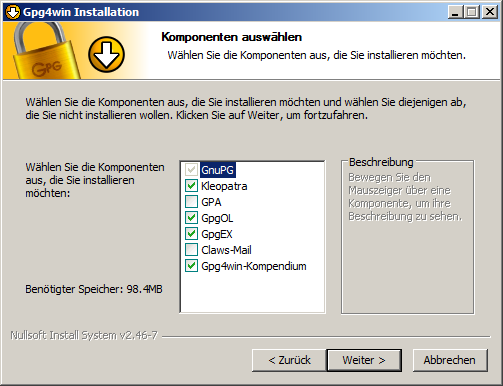 Gpg4win Installation
GPG
Komponenten auswählen
Wählen Sie die Komponenten aus, die Sie installieren möchten.
Wählen Sie die Komponenten aus, die Sie installieren möchten und wählen Sie diejenigen ab,
die Sie nicht installieren wollen. Klicken Sie auf Weiter, um fortzufahren.
Wählen Sie die Komponenten
aus, die Sie installieren
möchten:
GnuPG
Kleopatra
GPA
GpgOL
GpgEX
Claws-Mail
Gpg4win-Kompendium
Beschreibung
Bewegen Sie den
Mauszeiger über eine
Komponente, um ihre
Beschreibung zu sehen.
Benötigter Speicher: 98.4MB
Nullsoft Install System v2.46-7
< Zurück
Weiter >
Abbrechen